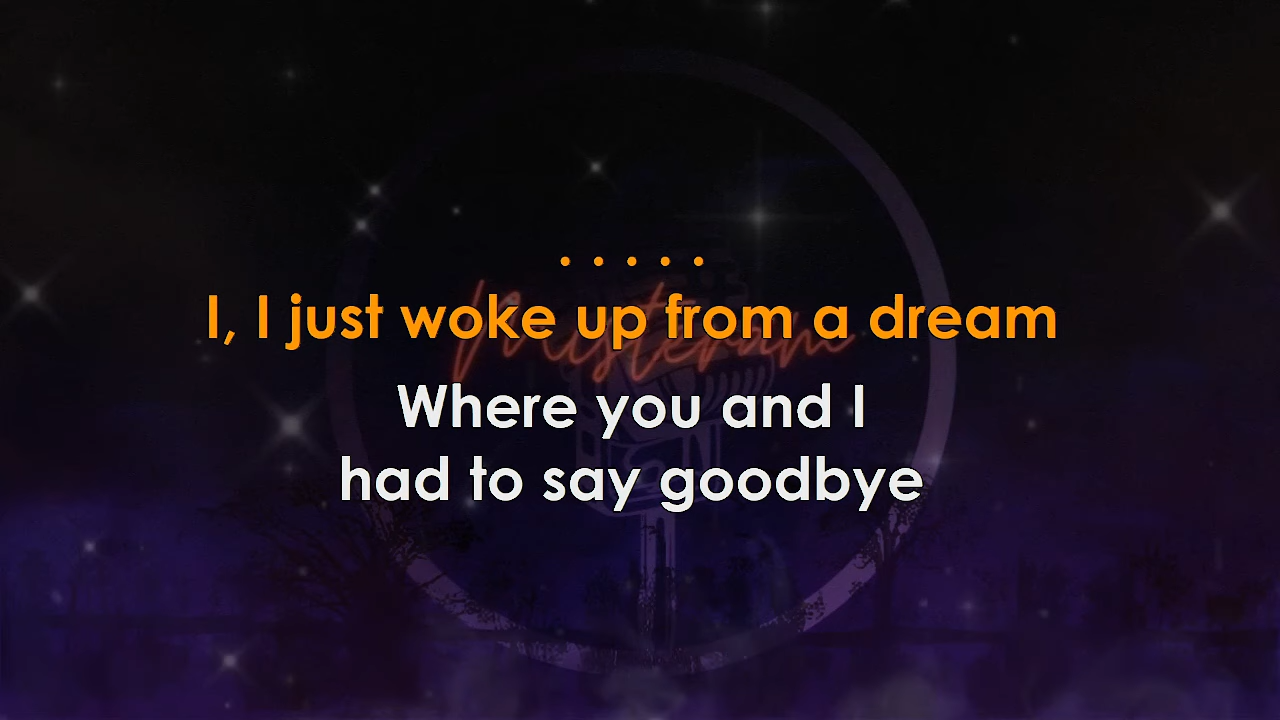 . . . . .
I, I just woke up from a dream
Where you and I
had to say goodbye